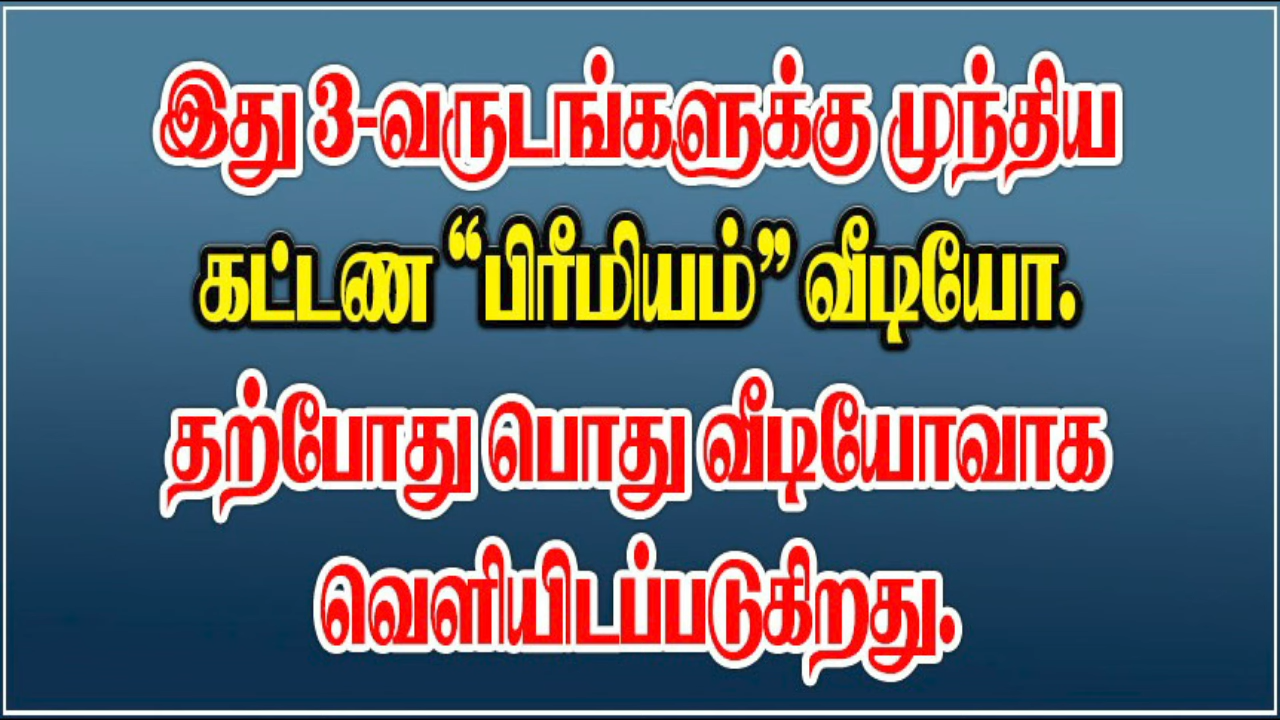 இது 3-வருடங்களுக்கு முந்திய
கட்டண “பிரீமியம்” வீடியோ.
தற்போது பொது வீடியோவாக
வெளியிடப்படுகிறது.